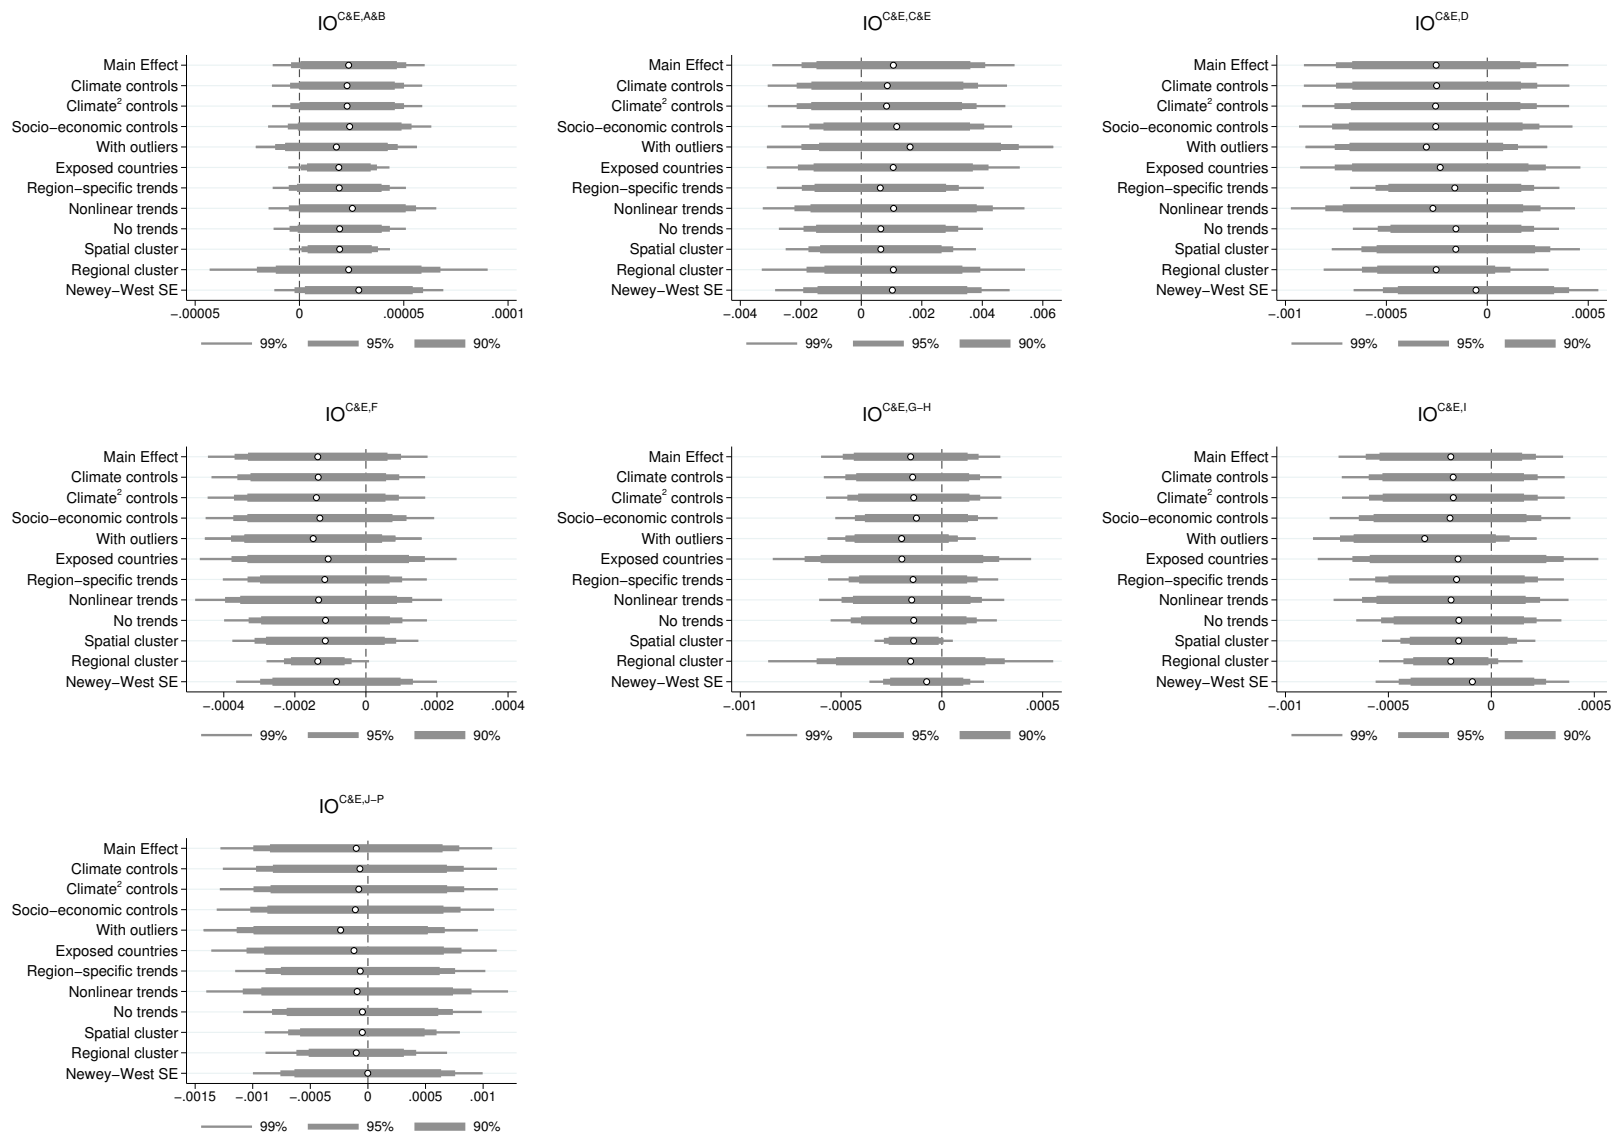 IO^C&E,A&B
Main Effect
Climate controls
Climate² controls
Socio−economic controls
With outliers
Exposed countries
Region−specific trends
Nonlinear trends
No trends
Spatial cluster
Regional cluster
Newey−West SE
−.00005 0 .00005 .0001
99% 95% 90%
IO^C&E,C&E
Main Effect
Climate controls
Climate² controls
Socio−economic controls
With outliers
Exposed countries
Region−specific trends
Nonlinear trends
No trends
Spatial cluster
Regional cluster
Newey−West SE
−.004 −.002 0 .002 .004 .006
99% 95% 90%
IO^C&E,D
Main Effect
Climate controls
Climate² controls
Socio−economic controls
With outliers
Exposed countries
Region−specific trends
Nonlinear trends
No trends
Spatial cluster
Regional cluster
Newey−West SE
−.001 −.0005 0 .0005
99% 95% 90%
IO^C&E,F
Main Effect
Climate controls
Climate² controls
Socio−economic controls
With outliers
Exposed countries
Region−specific trends
Nonlinear trends
No trends
Spatial cluster
Regional cluster
Newey−West SE
−.0004 −.0002 0 .0002 .0004
99% 95% 90%
IO^C&E,G−H
Main Effect
Climate controls
Climate² controls
Socio−economic controls
With outliers
Exposed countries
Region−specific trends
Nonlinear trends
No trends
Spatial cluster
Regional cluster
Newey−West SE
−.001 −.0005 0 .0005
99% 95% 90%
IO^C&E,I
Main Effect
Climate controls
Climate² controls
Socio−economic controls
With outliers
Exposed countries
Region−specific trends
Nonlinear trends
No trends
Spatial cluster
Regional cluster
Newey−West SE
−.001 −.0005 0 .0005
99% 95% 90%
IO^C&E,J−P
Main Effect
Climate controls
Climate² controls
Socio−economic controls
With outliers
Exposed countries
Region−specific trends
Nonlinear trends
No trends
Spatial cluster
Regional cluster
Newey−West SE
−.0015 −.001 −.0005 0 .0005 .001
99% 95% 90%